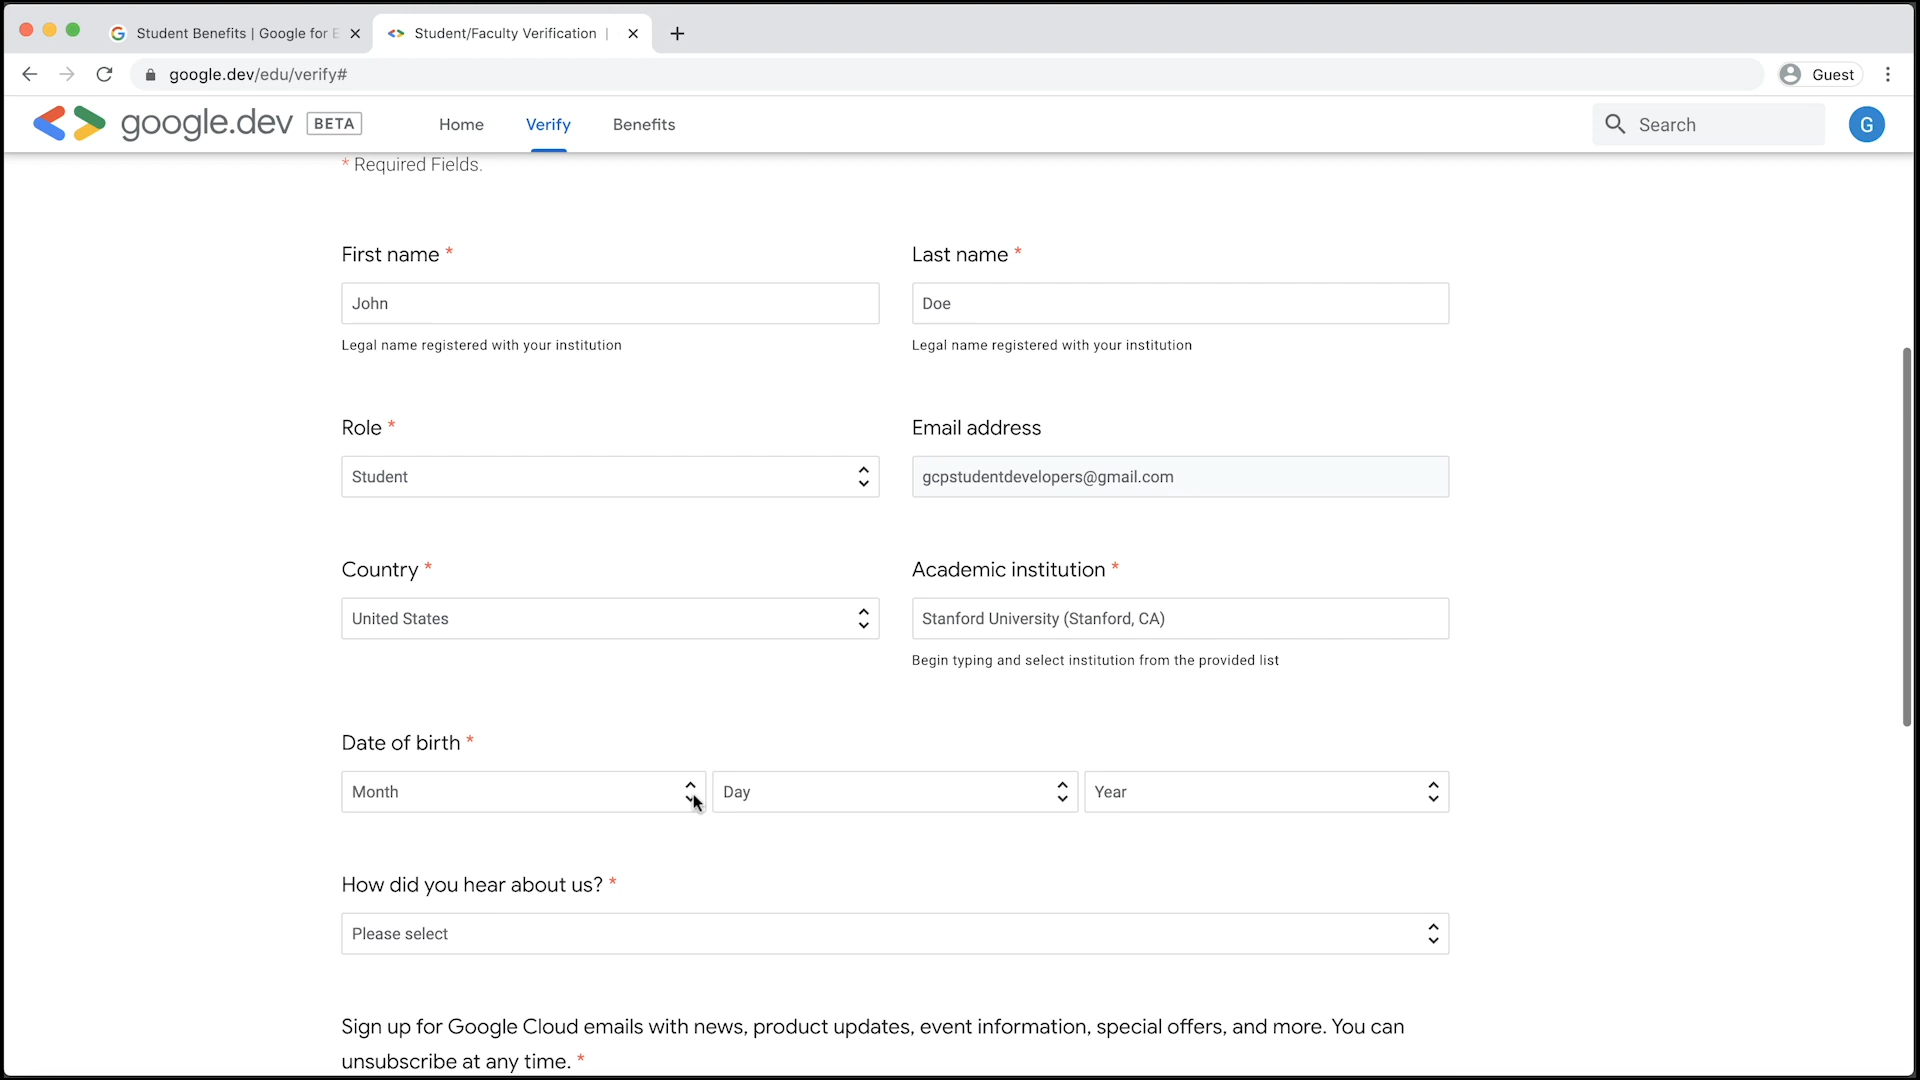 Student Benefits | Google for E
Student/Faculty Verification |
google.dev/edu/verify#
Guest
google.dev BETA
Home
Verify
Benefits
Search
G
* Required Fields.
First name *
Last name *
John
Doe
Legal name registered with your institution
Legal name registered with your institution
Role *
Email address
Student
gcpstudentdevelopers@gmail.com
Country *
Academic institution *
United States
Stanford University (Stanford, CA)
Begin typing and select institution from the provided list
Date of birth *
Month
Day
Year
How did you hear about us? *
Please select
Sign up for Google Cloud emails with news, product updates, event information, special offers, and more. You can
unsubscribe at any time. *